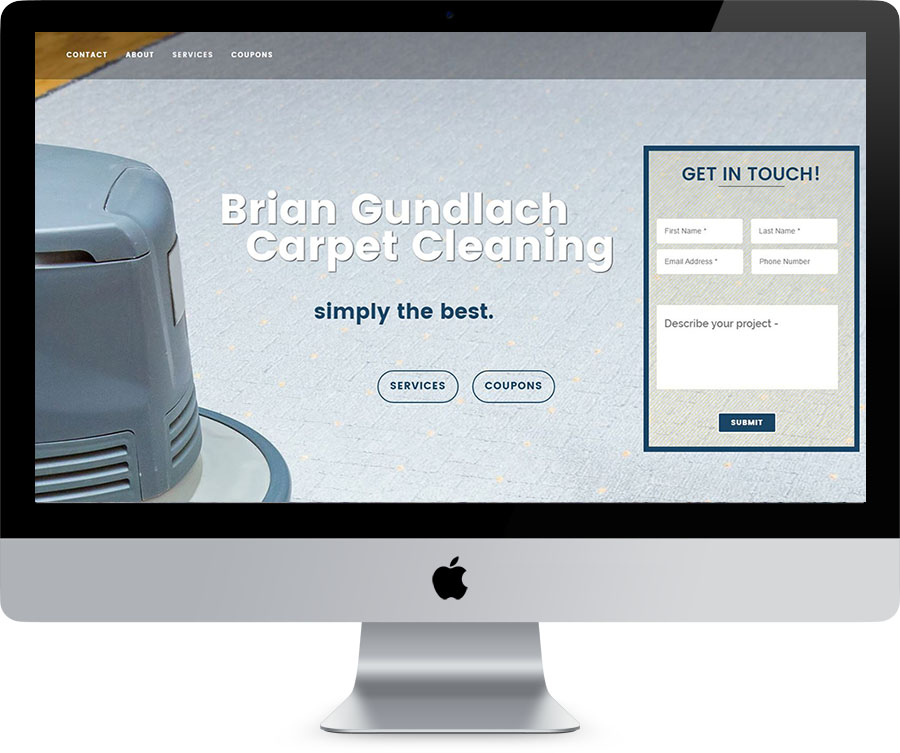 CONTACT ABOUT SERVICES COUPONS
Brian Gundlach
Carpet Cleaning
simply the best.
SERVICES COUPONS
GET IN TOUCH!
First Name * Last Name *
Email Address * Phone Number
Describe your project -
SUBMIT